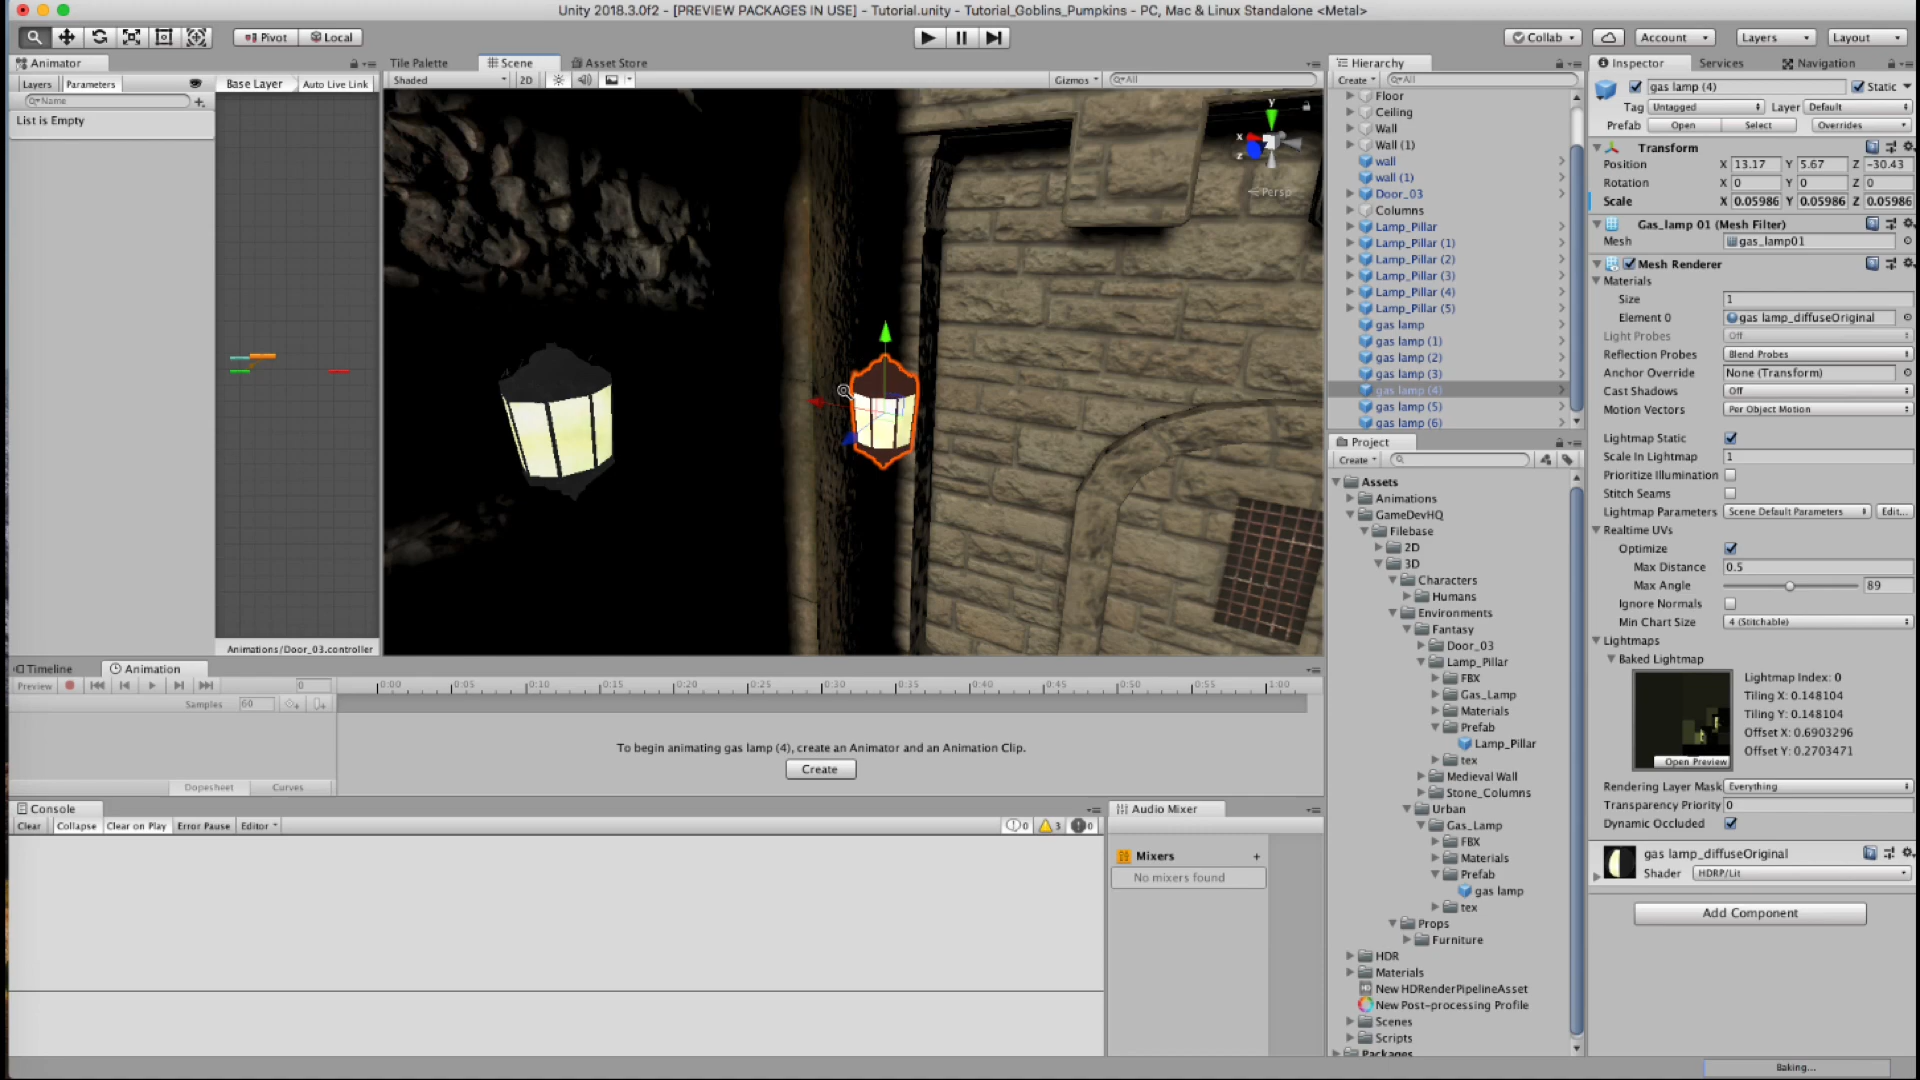 Unity 2018.3.0f2 - [PREVIEW PACKAGES IN USE] - Tutorial.unity - Tutorial_Goblins_Pumpkins - PC, Mac & Linux Standalone <Metal>
Pivot Local Collab Account Layers Layout
Animator
Layers Parameters
Name
List is Empty
Base Layer Auto Live Link
Animations/Door_03.controller
Tile Palette Scene Asset Store
Shaded 2D Gizmos All
y
x
z
Persp
Hierarchy
Create All
Floor
Ceiling
Wall
Wall (1)
wall
wall (1)
Door_03
Columns
Lamp_Pillar
Lamp_Pillar (1)
Lamp_Pillar (2)
Lamp_Pillar (3)
Lamp_Pillar (4)
Lamp_Pillar (5)
gas lamp
gas lamp (1)
gas lamp (2)
gas lamp (3)
gas lamp (4)
gas lamp (5)
gas lamp (6)
Project
Create
Assets
Animations
GameDevHQ
Filebase
2D
3D
Characters
Humans
Environments
Fantasy
Door_03
Lamp_Pillar
FBX
Gas_Lamp
Materials
Prefab
Lamp_Pillar
tex
Medieval Wall
Stone_Columns
Urban
Gas_Lamp
FBX
Materials
Prefab
gas lamp
tex
Props
Furniture
HDR
Materials
New HDRenderPipelineAsset
New Post-processing Profile
Scenes
Scripts
Packages
Inspector Services Navigation
gas lamp (4) Static
Tag Untagged Layer Default
Prefab Open Select Overrides
Transform
Position X 13.17 Y 5.67 Z -30.43
Rotation X 0 Y 0 Z 0
Scale X 0.05986 Y 0.05986 Z 0.05986
Gas_lamp 01 (Mesh Filter)
Mesh gas_lamp01
Mesh Renderer
Materials
Size 1
Element 0 gas lamp_diffuseOriginal
Light Probes Off
Reflection Probes Blend Probes
Anchor Override None (Transform)
Cast Shadows Off
Motion Vectors Per Object Motion
Lightmap Static
Scale In Lightmap 1
Prioritize Illumination
Stitch Seams
Lightmap Parameters Scene Default Parameters Edit...
Realtime UVs
Optimize
Max Distance 0.5
Max Angle 89
Ignore Normals
Min Chart Size 4 (Stitchable)
Lightmaps
Baked Lightmap
Lightmap Index: 0
Tiling X: 0.148104
Tiling Y: 0.148104
Offset X: 0.6903296
Offset Y: 0.2703471
Open Preview
Rendering Layer Mask Everything
Transparency Priority 0
Dynamic Occluded
gas lamp_diffuseOriginal
Shader HDRP/Lit
Add Component
Baking...
Timeline Animation
Preview 0 0:00 0:05 0:10 0:15 0:20 0:25 0:30 0:35 0:40 0:45 0:50 0:55 1:00
Samples 60
To begin animating gas lamp (4), create an Animator and an Animation Clip.
Create
Dopesheet Curves
Console
Clear Collapse Clear on Play Error Pause Editor 0 3 0
Audio Mixer
Mixers +
No mixers found